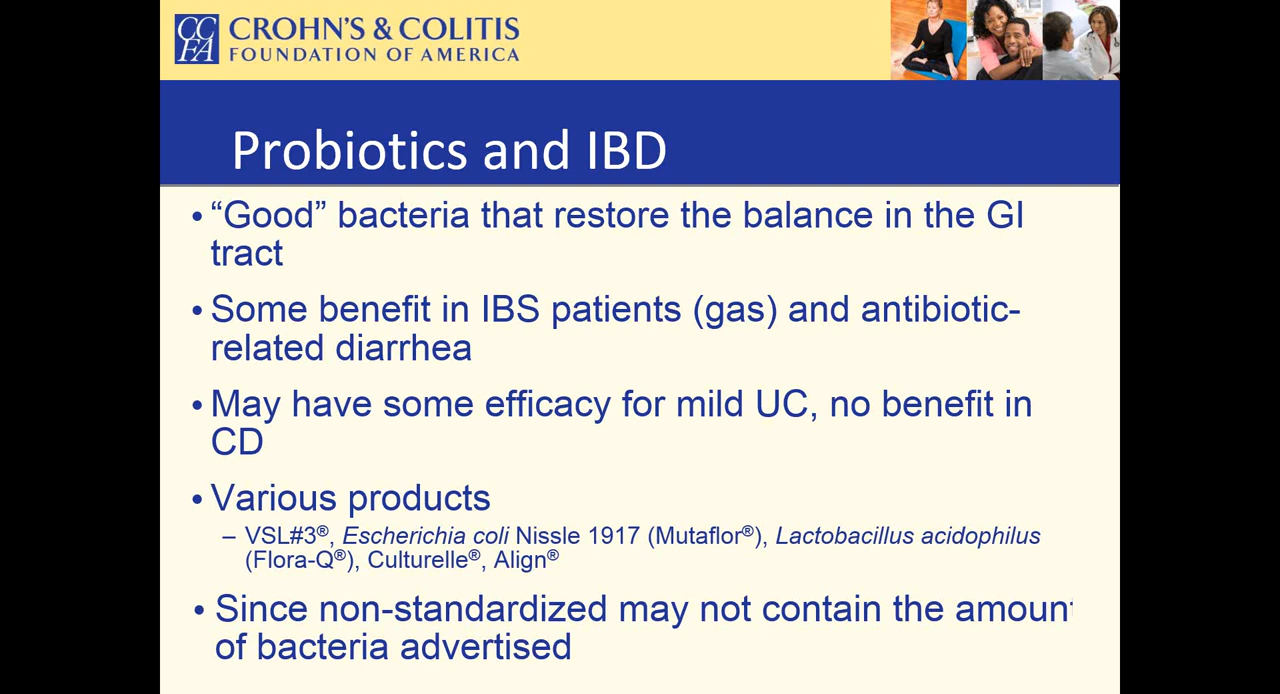 CC
FA
CROHN'S & COLITIS
FOUNDATION OF AMERICA
Probiotics and IBD
• “Good” bacteria that restore the balance in the GI
tract
• Some benefit in IBS patients (gas) and antibiotic-
related diarrhea
• May have some efficacy for mild UC, no benefit in
CD
• Various products
– VSL#3®, Escherichia coli Nissle 1917 (Mutaflor®), Lactobacillus acidophilus
(Flora-Q®), Culturelle®, Align®
• Since non-standardized may not contain the amount
of bacteria advertised